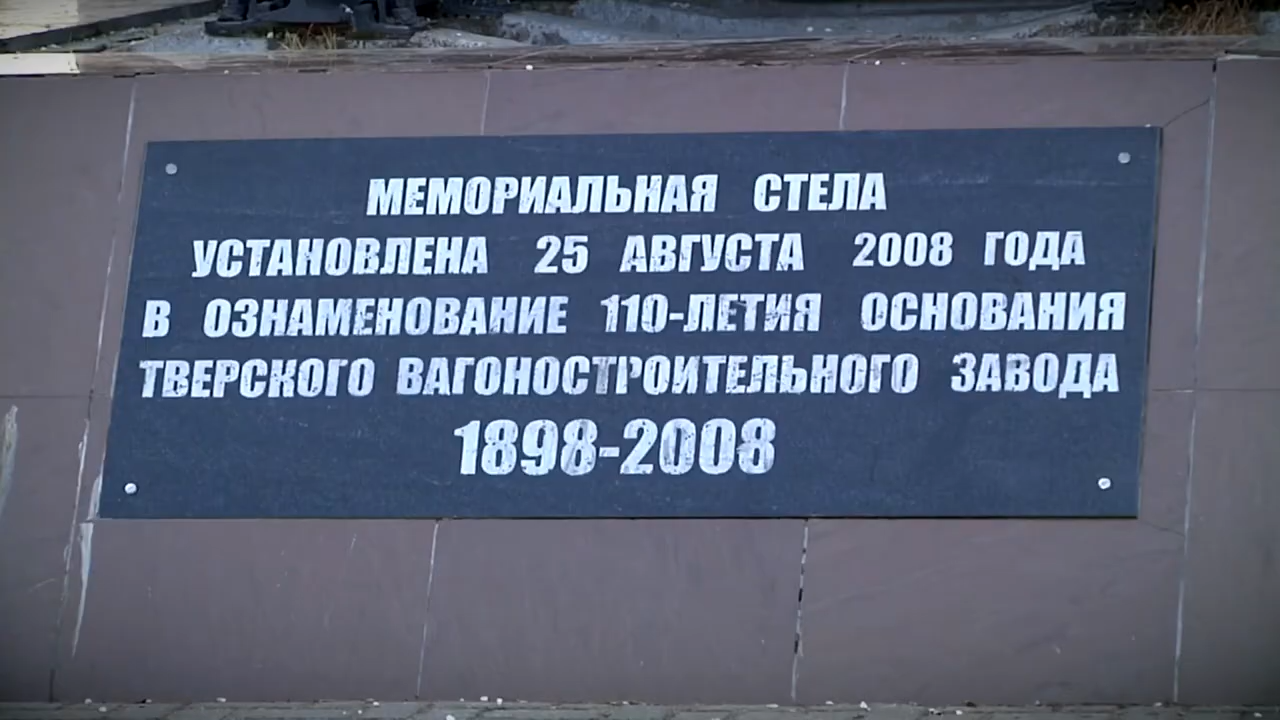 МЕМОРИАЛЬНАЯ СТЕЛА
УСТАНОВЛЕНА 25 АВГУСТА 2008 ГОДА
В ОЗНАМЕНОВАНИЕ 110-ЛЕТИЯ ОСНОВАНИЯ
ТВЕРСКОГО ВАГОНОСТРОИТЕЛЬНОГО ЗАВОДА
1898-2008